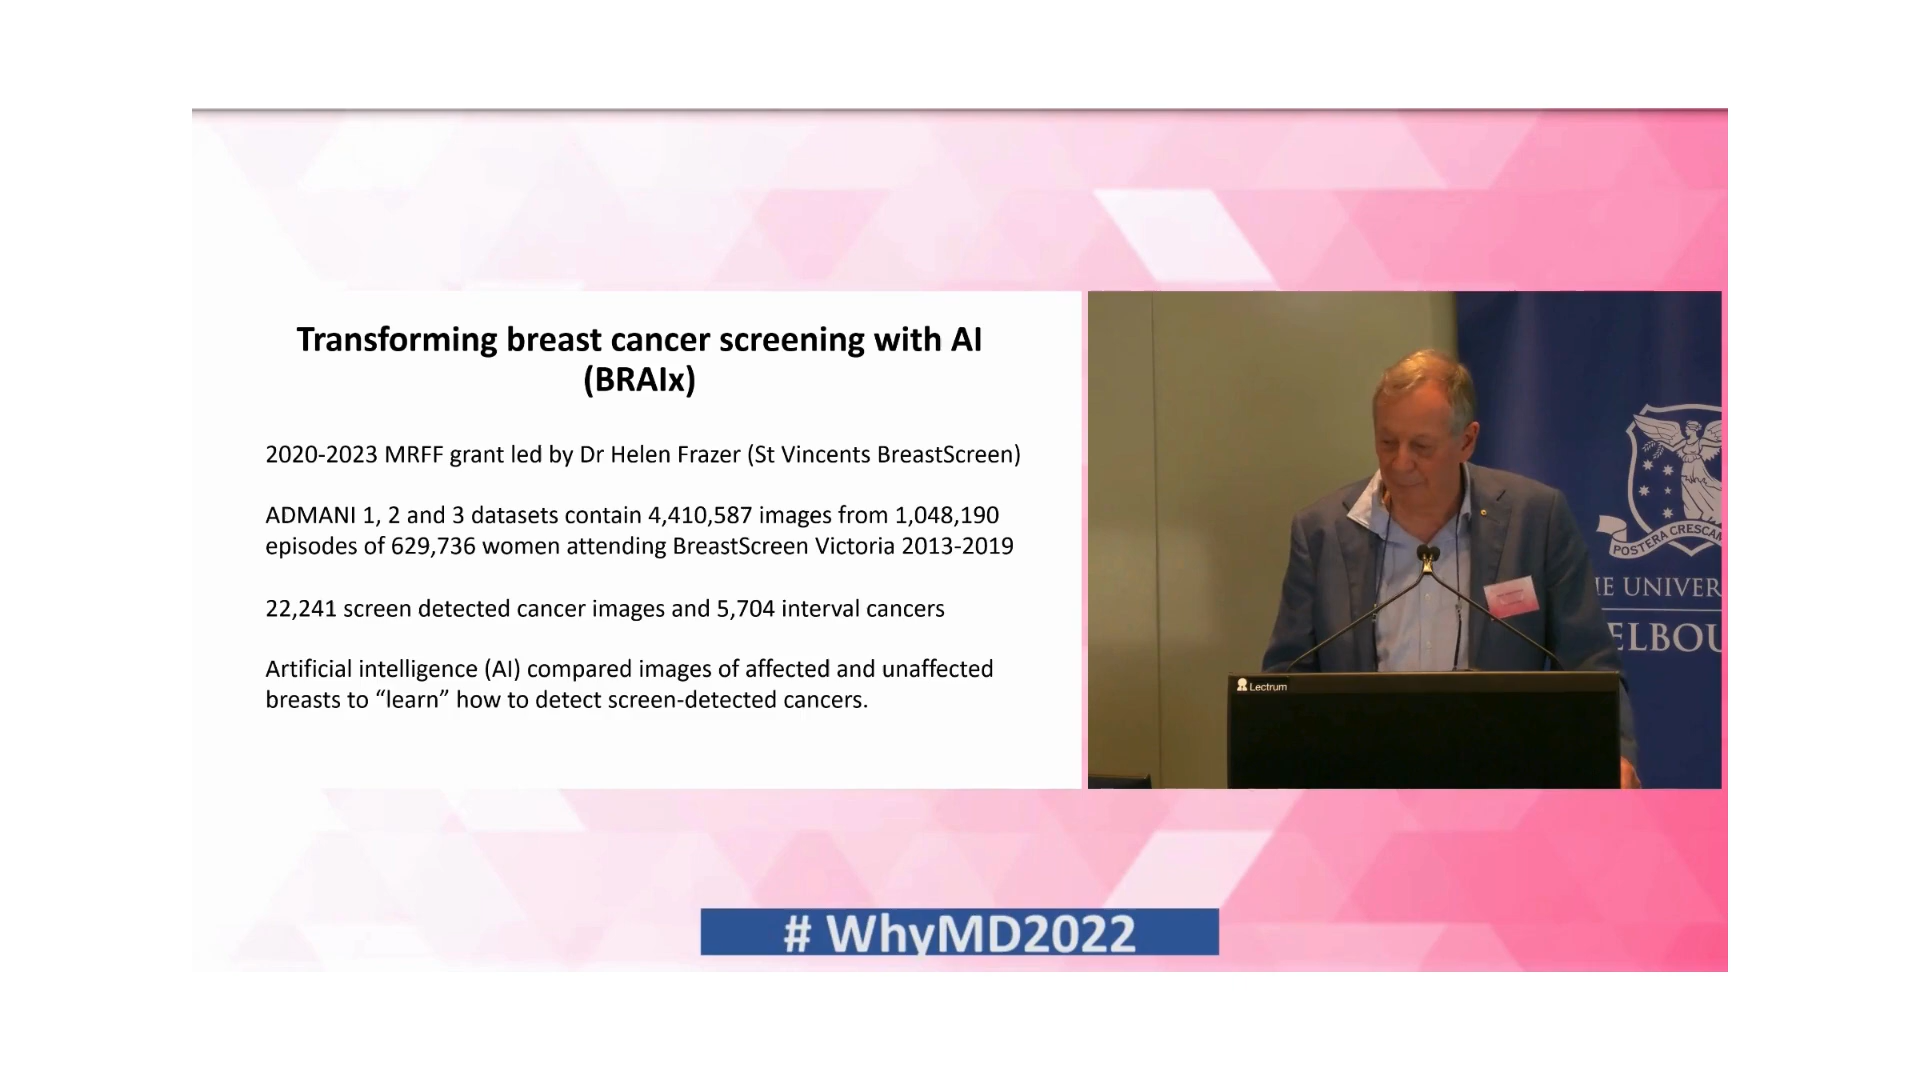 Transforming breast cancer screening with AI
(BRAIx)
2020-2023 MRFF grant led by Dr Helen Frazer (St Vincents BreastScreen)
ADMANI 1, 2 and 3 datasets contain 4,410,587 images from 1,048,190
episodes of 629,736 women attending BreastScreen Victoria 2013-2019
22,241 screen detected cancer images and 5,704 interval cancers
Artificial intelligence (AI) compared images of affected and unaffected
breasts to “learn” how to detect screen-detected cancers.
POSTERA CRESCAM
IE UNIVER
ELBOU
Lectrum
# WhyMD2022